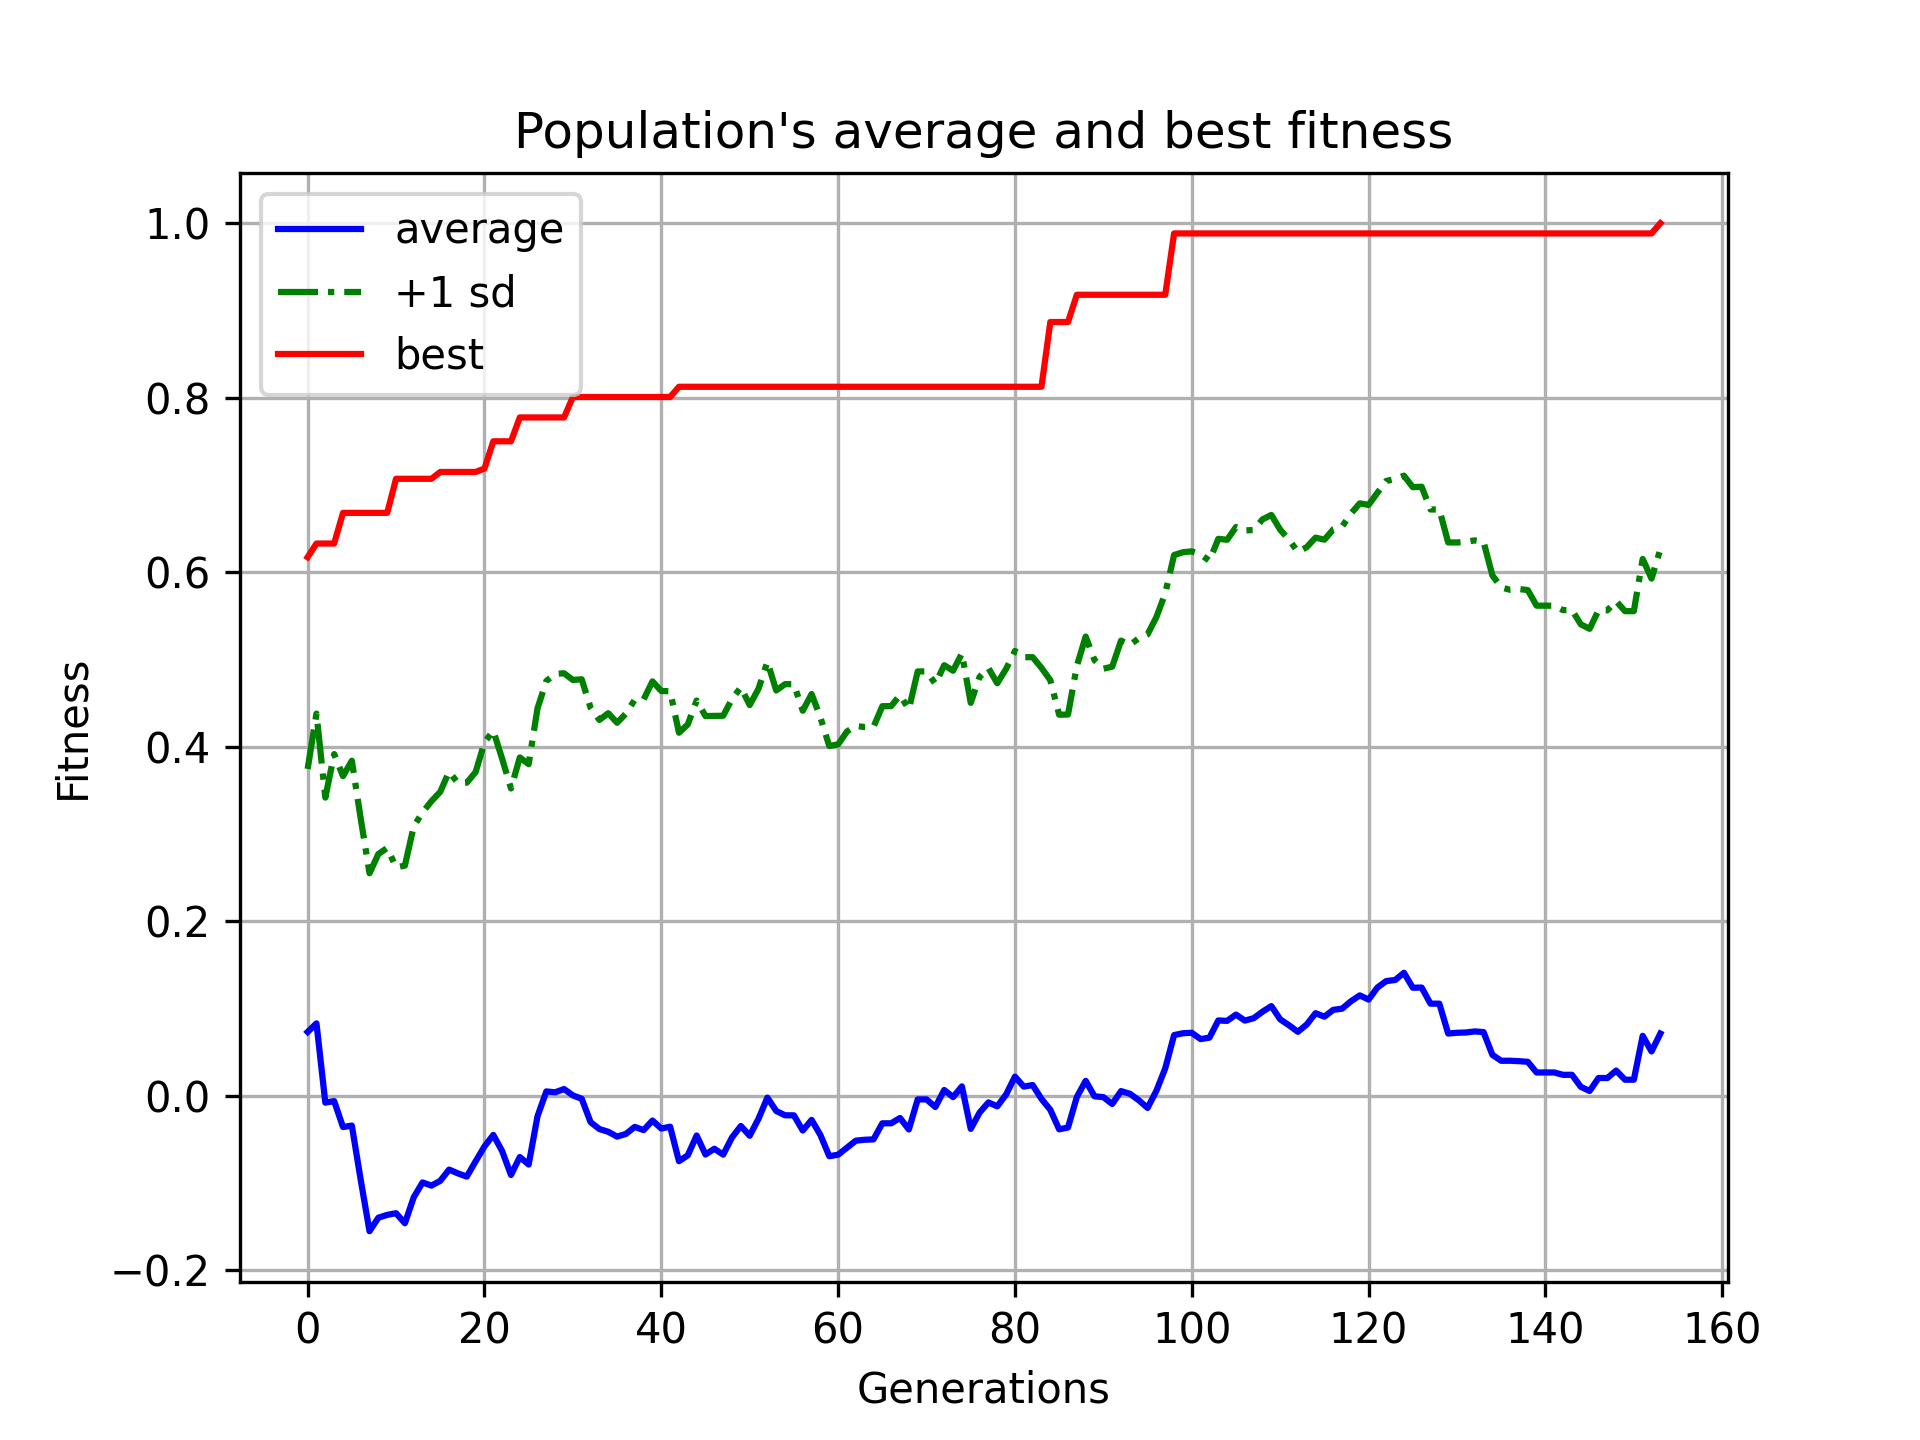 Population's average and best fitness
average
+1 sd
best
1.0
0.8
0.6
0.4
0.2
0.0
−0.2
Fitness
0 20 40 60 80 100 120 140 160
Generations